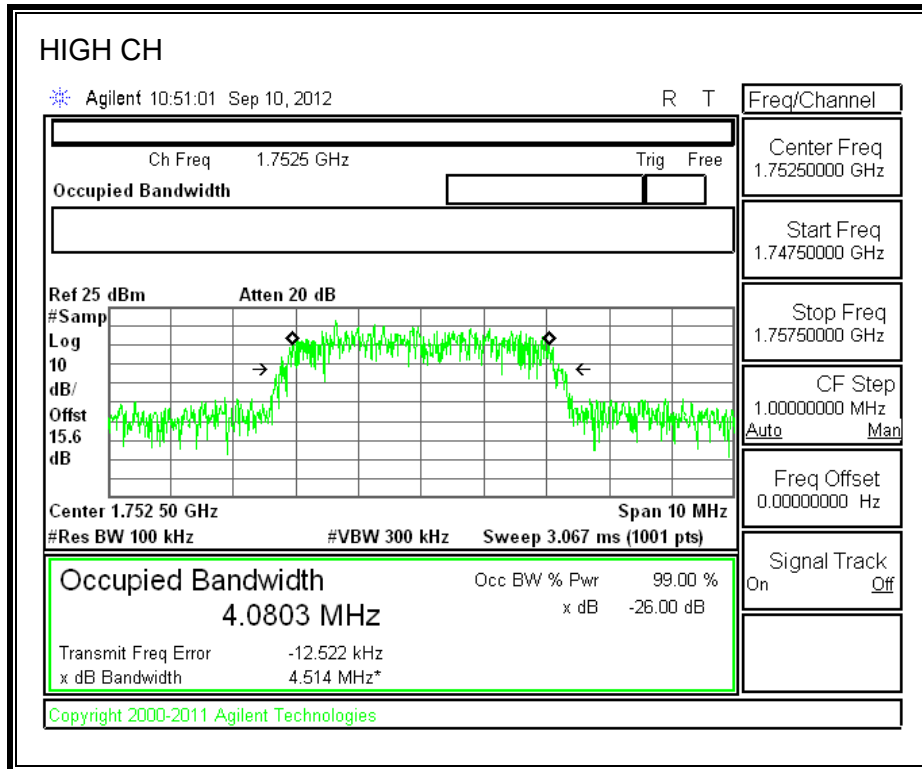 HIGH CH
Agilent 10:51:01 Sep 10, 2012 R T
Freq/Channel
Ch Freq 1.7525 GHz Trig Free
Occupied Bandwidth
Center Freq
1.75250000 GHz
Start Freq
1.74750000 GHz
Stop Freq
1.75750000 GHz
CF Step
1.00000000 MHz
Auto Man
Freq Offset
0.00000000 Hz
Signal Track
On Off
Ref 25 dBm Atten 20 dB
#Samp
Log
10
dB/
Offst
15.6
dB
Center 1.752 50 GHz Span 10 MHz
#Res BW 100 kHz #VBW 300 kHz Sweep 3.067 ms (1001 pts)
Occupied Bandwidth Occ BW % Pwr 99.00 %
4.0803 MHz x dB -26.00 dB
Transmit Freq Error -12.522 kHz
x dB Bandwidth 4.514 MHz*
Copyright 2000-2011 Agilent Technologies